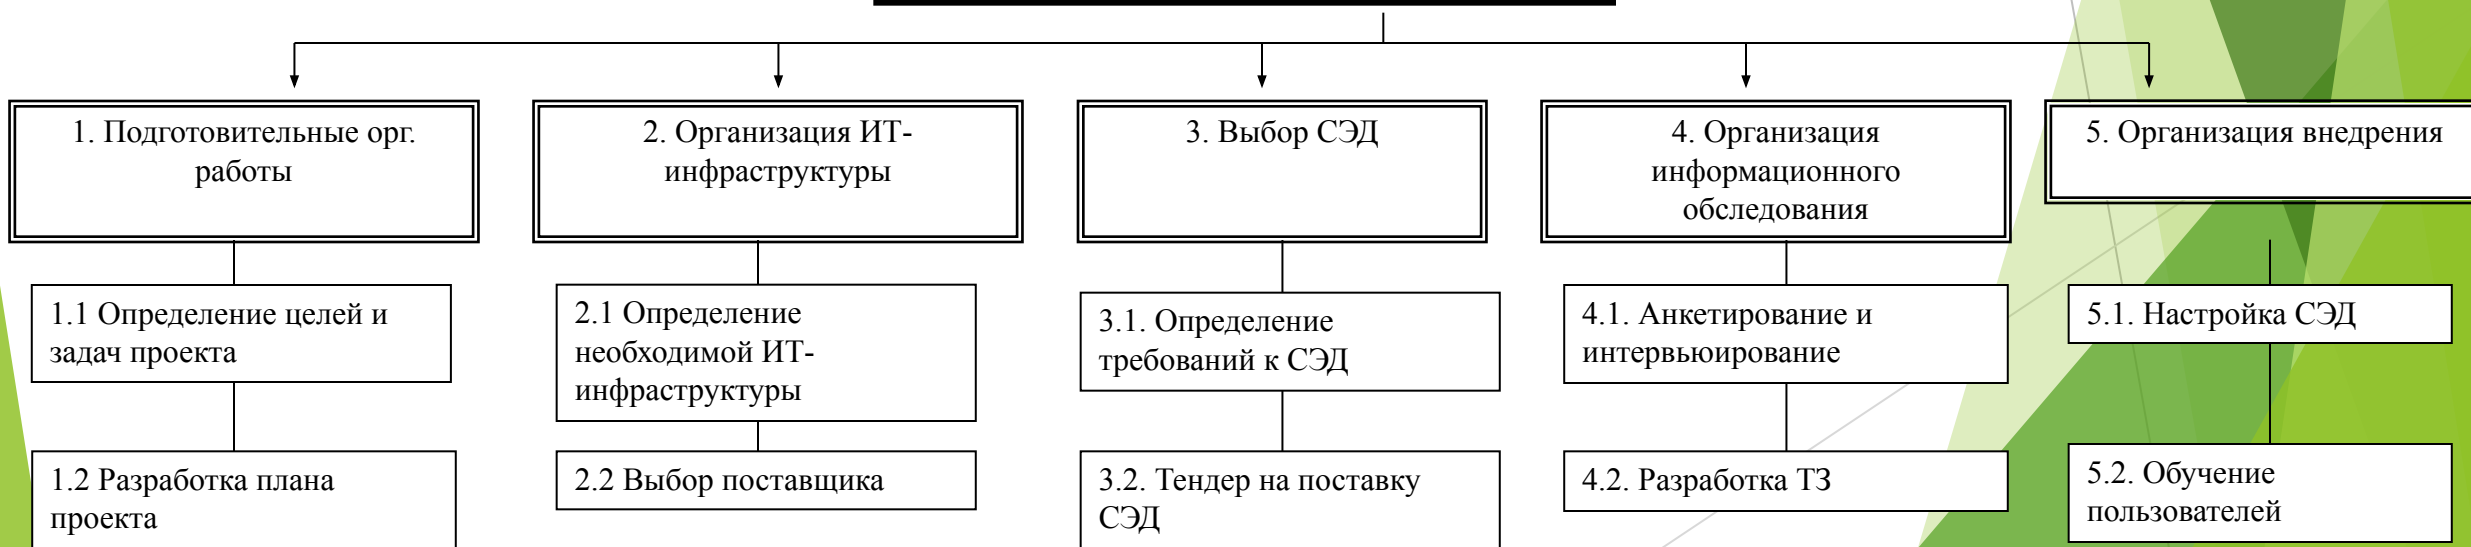 1. Подготовительные орг.
работы
2. Организация ИТ-
инфраструктуры
3. Выбор СЭД
4. Организация
информационного
обследования
5. Организация внедрения
1.1 Определение целей и
задач проекта
2.1 Определение
необходимой ИТ-
инфраструктуры
3.1. Определение
требований к СЭД
4.1. Анкетирование и
интервьюирование
5.1. Настройка СЭД
1.2 Разработка плана
проекта
2.2 Выбор поставщика
3.2. Тендер на поставку
СЭД
4.2. Разработка ТЗ
5.2. Обучение
пользователей